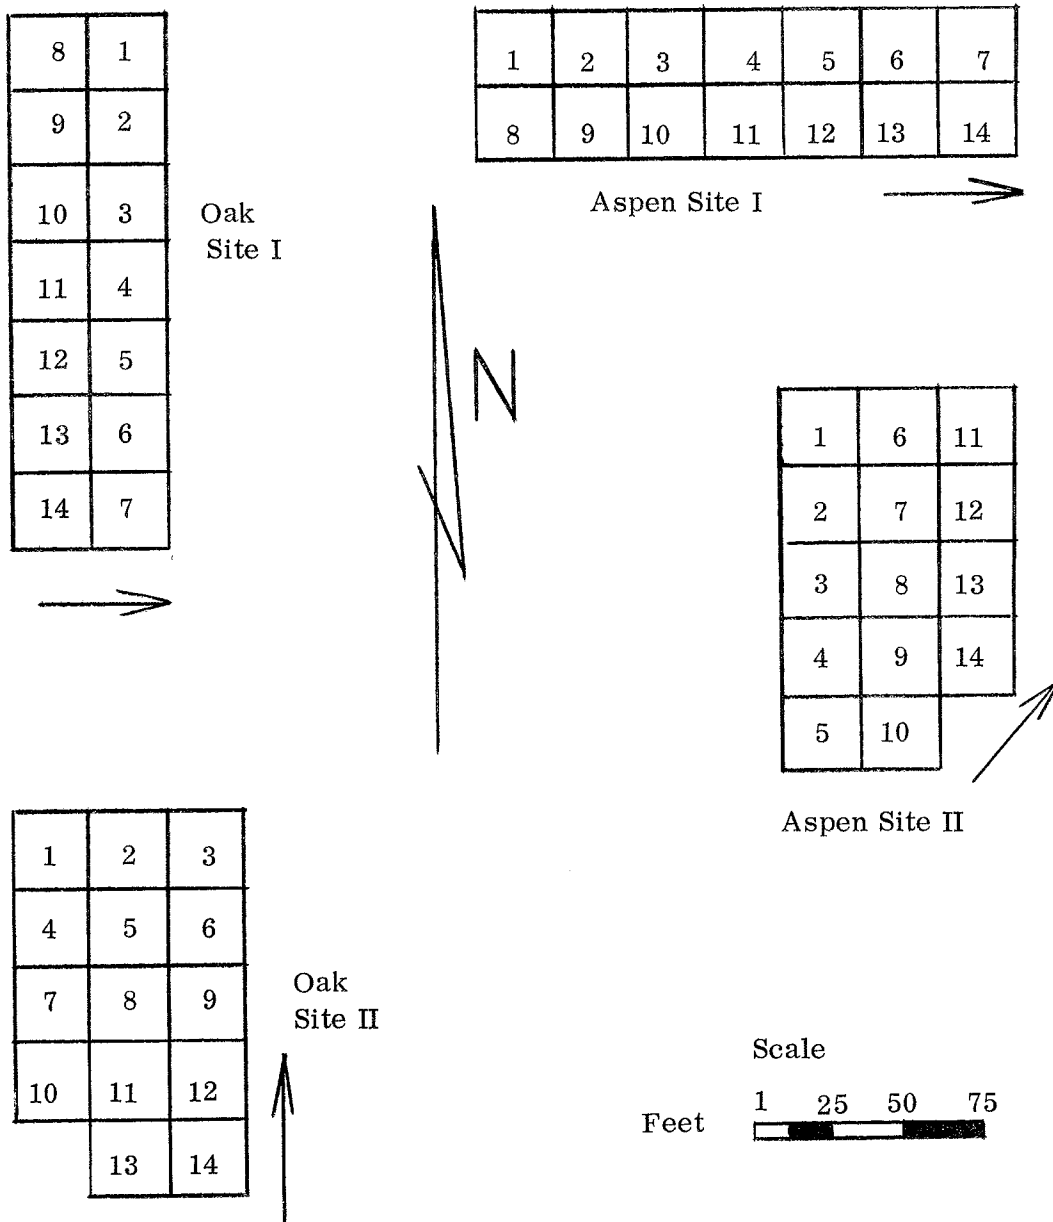 8 1
9 2
10 3
11 4
12 5
13 6
14 7
Oak
Site I
1 2 3 4 5 6 7
8 9 10 11 12 13 14
Aspen Site I
N
1 6 11
2 7 12
3 8 13
4 9 14
5 10
Aspen Site II
1 2 3
4 5 6
7 8 9
10 11 12
13 14
Oak
Site II
Scale
Feet 1 25 50 75